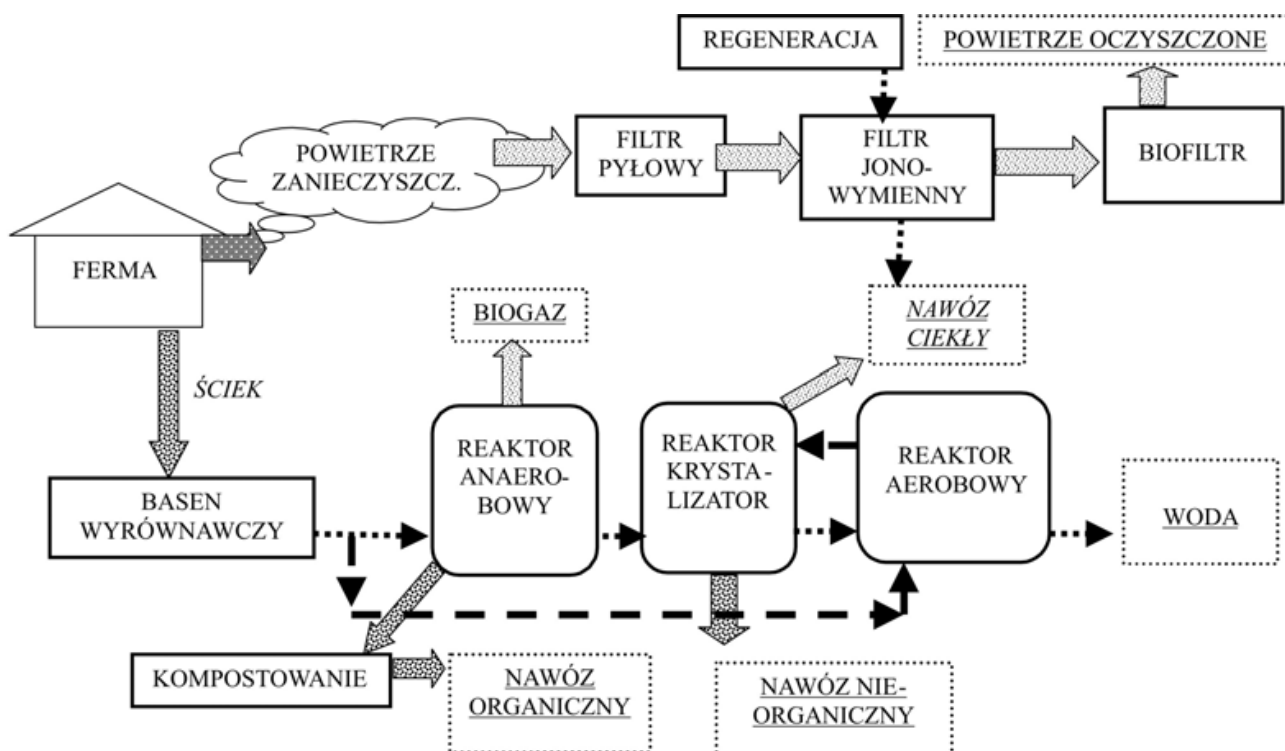 REGENERACJA
POWIETRZE OCZYSZCZONE
POWIETRZE
ZANIECZYSZCZ.
FILTR
PYŁOWY
FILTR
JONO-
WYMIENNY
BIOFILTR
FERMA
BIOGAZ
NAWÓZ
CIEKŁY
ŚCIEK
BASEN
WYRÓWNAWCZY
REAKTOR
ANAERO-
BOWY
REAKTOR
KRYSTA-
LIZATOR
REAKTOR
AEROBOWY
WODA
KOMPOSTOWANIE
NAWÓZ
ORGANICZNY
NAWÓZ NIE-
ORGANICZNY